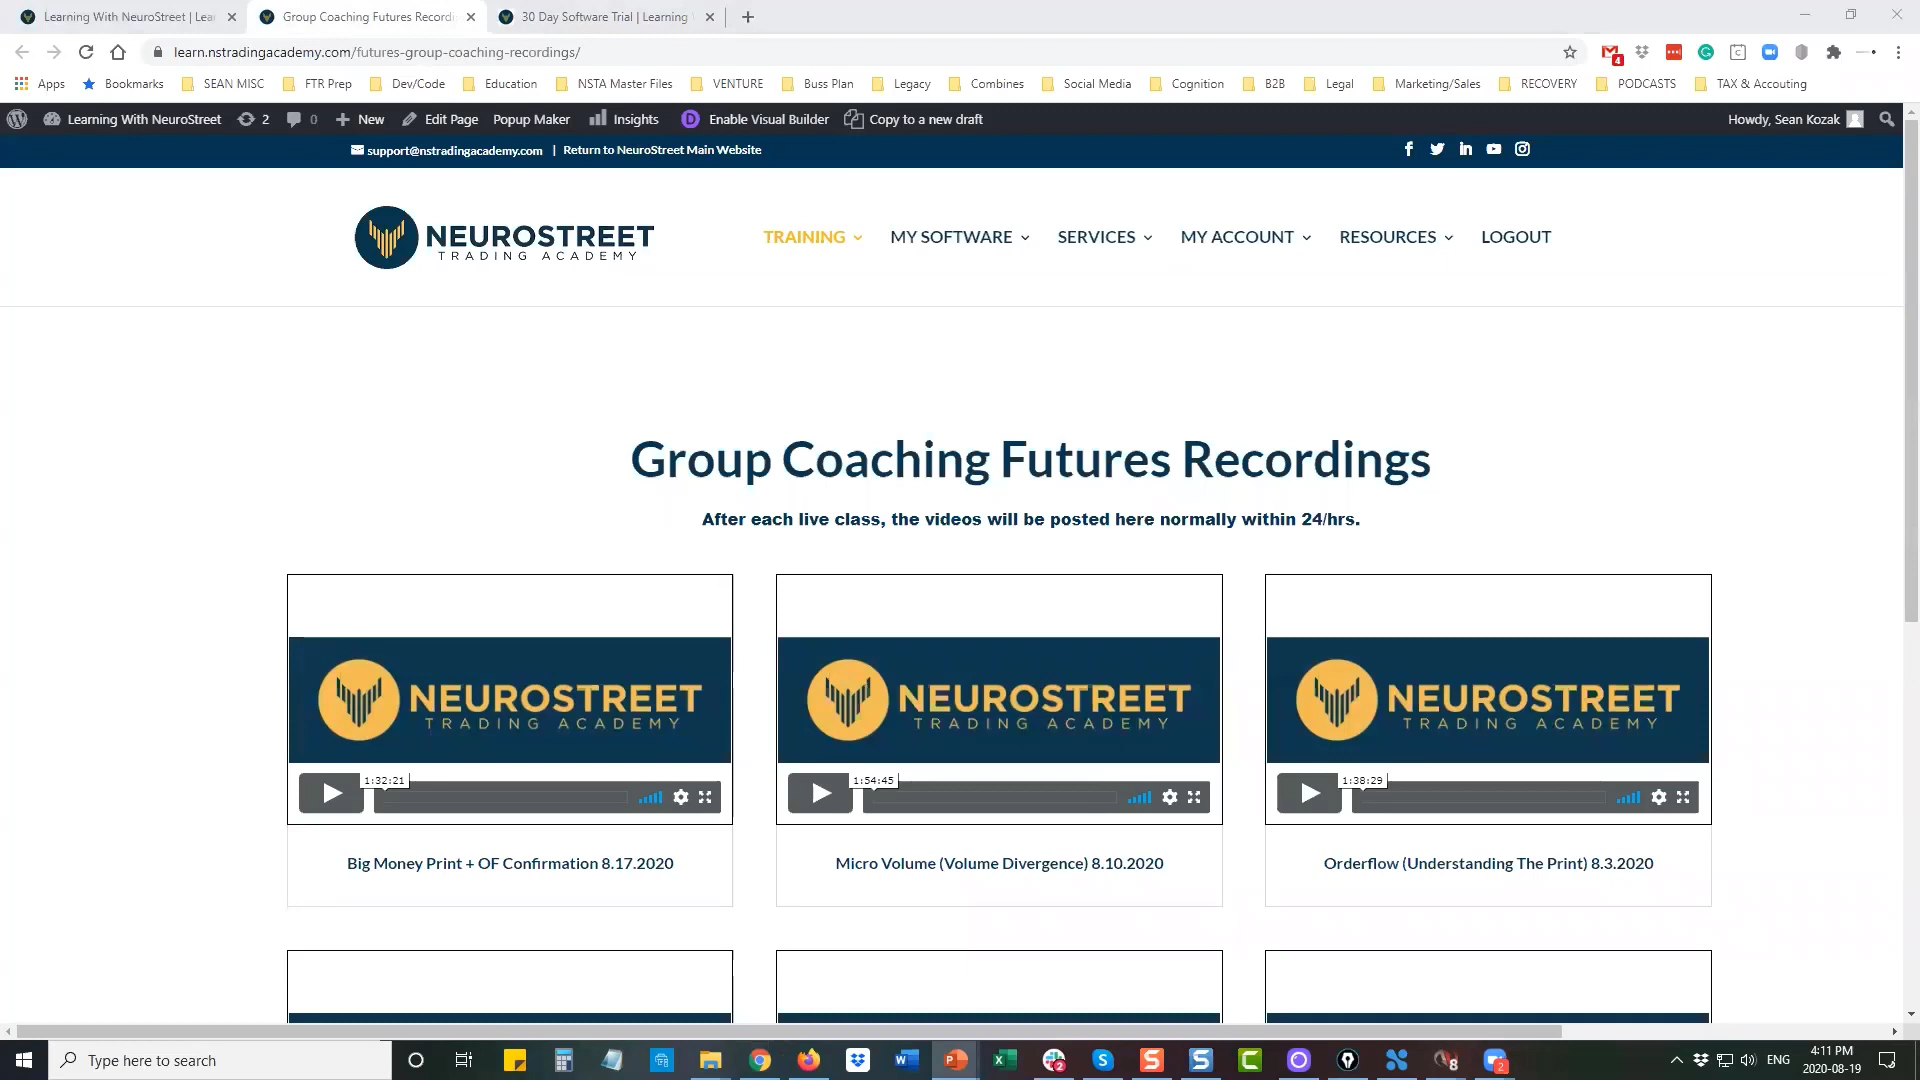 Learning With NeuroStreet | Lea
Group Coaching Futures Recordi
30 Day Software Trial | Learning
learn.nstradingacademy.com/futures-group-coaching-recordings/
4
Apps
Bookmarks
SEAN MISC
FTR Prep
Dev/Code
Education
NSTA Master Files
VENTURE
Buss Plan
Legacy
Combines
Social Media
Cognition
B2B
Legal
Marketing/Sales
RECOVERY
PODCASTS
TAX & Accouting
Learning With NeuroStreet
2
0
New
Edit Page
Popup Maker
Insights
Enable Visual Builder
Copy to a new draft
Howdy, Sean Kozak
support@nstradingacademy.com | Return to NeuroStreet Main Website
NEUROSTREET
TRADING ACADEMY
TRAINING
MY SOFTWARE
SERVICES
MY ACCOUNT
RESOURCES
LOGOUT
Group Coaching Futures Recordings
After each live class, the videos will be posted here normally within 24/hrs.
NEUROSTREET
TRADING ACADEMY
1:32:21
Big Money Print + OF Confirmation 8.17.2020
NEUROSTREET
TRADING ACADEMY
1:54:45
Micro Volume (Volume Divergence) 8.10.2020
NEUROSTREET
TRADING ACADEMY
1:38:29
Orderflow (Understanding The Print) 8.3.2020
Type here to search
2
8
2
ENG
4:11 PM
2020-08-19